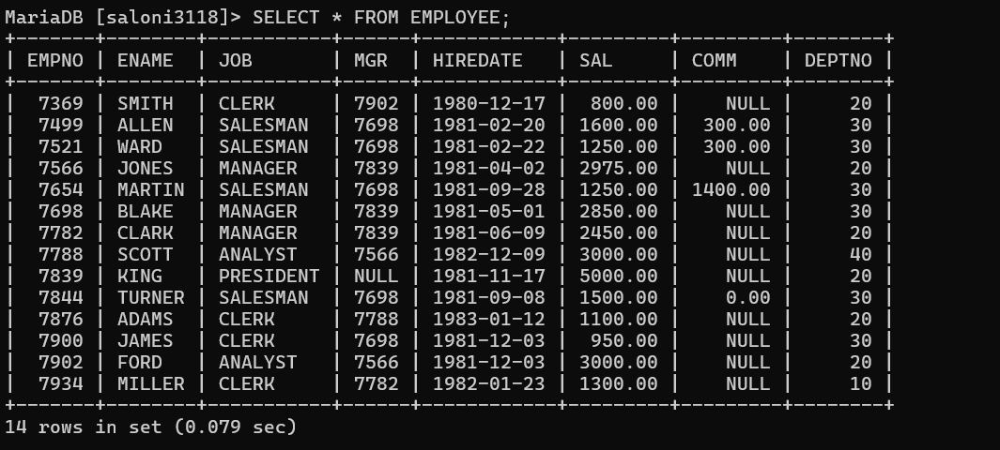 MariaDB [saloni3118]> SELECT * FROM EMPLOYEE;
+-------+--------+-----------+------+------------+---------+---------+--------+
| EMPNO | ENAME  | JOB       | MGR  | HIREDATE   | SAL     | COMM    | DEPTNO |
+-------+--------+-----------+------+------------+---------+---------+--------+
|  7369 | SMITH  | CLERK     | 7902 | 1980-12-17 |  800.00 |    NULL |     20 |
|  7499 | ALLEN  | SALESMAN  | 7698 | 1981-02-20 | 1600.00 |  300.00 |     30 |
|  7521 | WARD   | SALESMAN  | 7698 | 1981-02-22 | 1250.00 |  300.00 |     30 |
|  7566 | JONES  | MANAGER   | 7839 | 1981-04-02 | 2975.00 |    NULL |     20 |
|  7654 | MARTIN | SALESMAN  | 7698 | 1981-09-28 | 1250.00 | 1400.00 |     30 |
|  7698 | BLAKE  | MANAGER   | 7839 | 1981-05-01 | 2850.00 |    NULL |     30 |
|  7782 | CLARK  | MANAGER   | 7839 | 1981-06-09 | 2450.00 |    NULL |     20 |
|  7788 | SCOTT  | ANALYST   | 7566 | 1982-12-09 | 3000.00 |    NULL |     40 |
|  7839 | KING   | PRESIDENT | NULL | 1981-11-17 | 5000.00 |    NULL |     20 |
|  7844 | TURNER | SALESMAN  | 7698 | 1981-09-08 | 1500.00 |    0.00 |     30 |
|  7876 | ADAMS  | CLERK     | 7788 | 1983-01-12 | 1100.00 |    NULL |     20 |
|  7900 | JAMES  | CLERK     | 7698 | 1981-12-03 |  950.00 |    NULL |     30 |
|  7902 | FORD   | ANALYST   | 7566 | 1981-12-03 | 3000.00 |    NULL |     20 |
|  7934 | MILLER | CLERK     | 7782 | 1982-01-23 | 1300.00 |    NULL |     10 |
+-------+--------+-----------+------+------------+---------+---------+--------+
14 rows in set (0.079 sec)